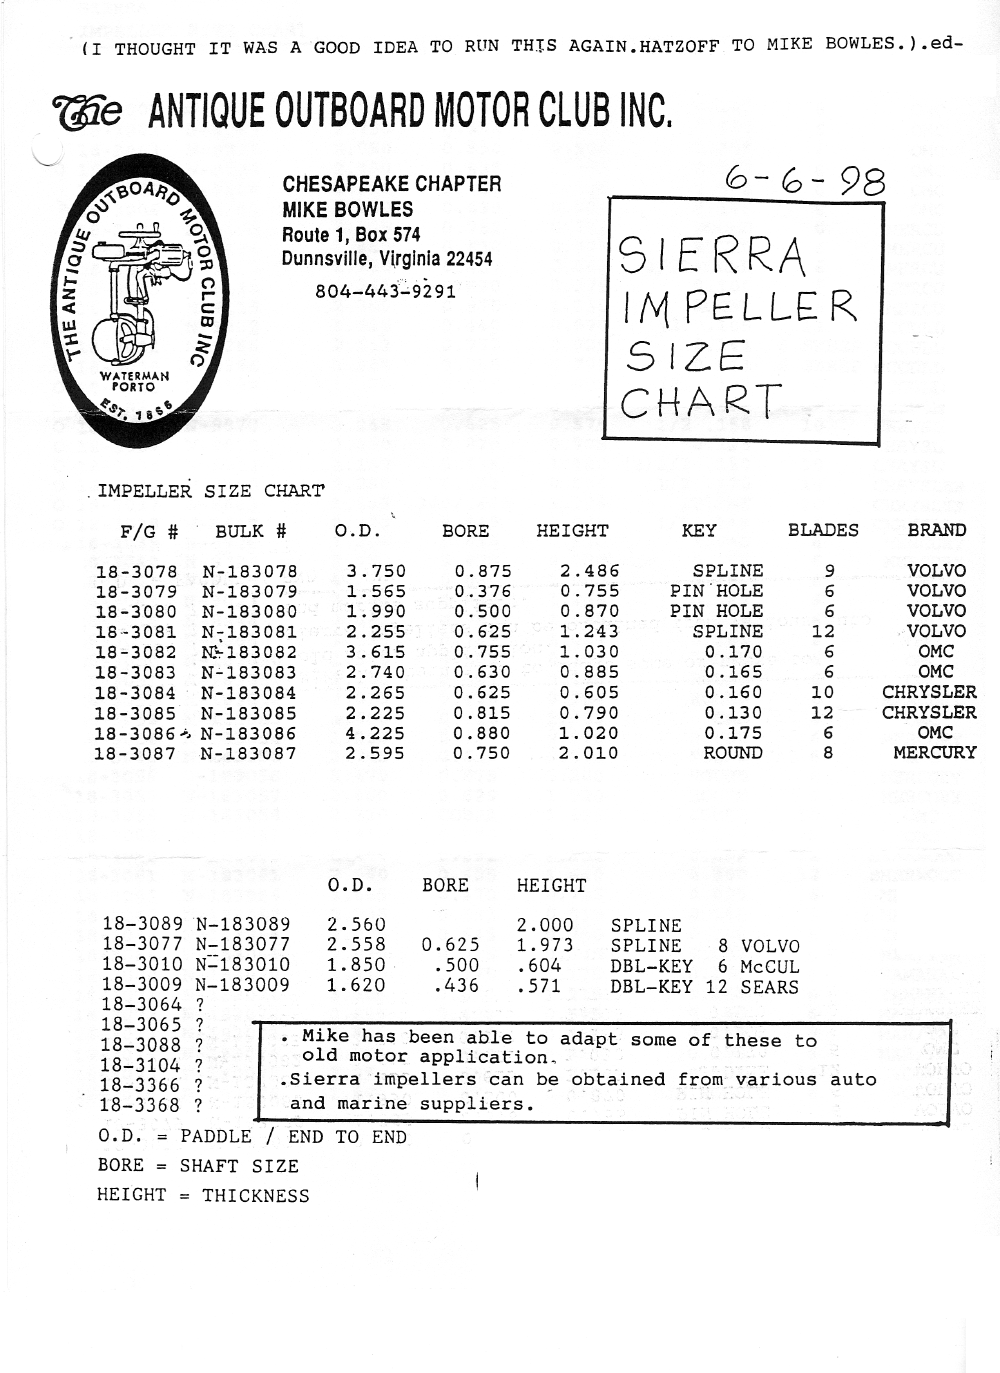 (I THOUGHT IT WAS A GOOD IDEA TO RUN THIS AGAIN.HATZOFF TO MIKE BOWLES.).ed-
The ANTIQUE OUTBOARD MOTOR CLUB INC.
THE ANTIQUE OUTBOARD MOTOR CLUB INC
WATERMAN
PORTO
EST. 1866
CHESAPEAKE CHAPTER
MIKE BOWLES
Route 1, Box 574
Dunnsville, Virginia 22454
804-443-9291
6-6-98
SIERRA
IMPELLER
SIZE
CHART
IMPELLER SIZE CHART
F/G # BULK # O.D. BORE HEIGHT KEY BLADES BRAND
18-3078 N-183078 3.750 0.875 2.486 SPLINE 9 VOLVO
18-3079 N-183079 1.565 0.376 0.755 PIN HOLE 6 VOLVO
18-3080 N-183080 1.990 0.500 0.870 PIN HOLE 6 VOLVO
18-3081 N-183081 2.255 0.625 1.243 SPLINE 12 VOLVO
18-3082 N-183082 3.615 0.755 1.030 0.170 6 OMC
18-3083 N-183083 2.740 0.630 0.885 0.165 6 OMC
18-3084 N-183084 2.265 0.625 0.605 0.160 10 CHRYSLER
18-3085 N-183085 2.225 0.815 0.790 0.130 12 CHRYSLER
18-3086 N-183086 4.225 0.880 1.020 0.175 6 OMC
18-3087 N-183087 2.595 0.750 2.010 ROUND 8 MERCURY
O.D. BORE HEIGHT
18-3089 N-183089 2.560 2.000 SPLINE
18-3077 N-183077 2.558 0.625 1.973 SPLINE 8 VOLVO
18-3010 N-183010 1.850 .500 .604 DBL-KEY 6 McCUL
18-3009 N-183009 1.620 .436 .571 DBL-KEY 12 SEARS
18-3064 ?
18-3065 ?
18-3088 ?
18-3104 ?
18-3366 ?
18-3368 ?
. Mike has been able to adapt some of these to
old motor application.
.Sierra impellers can be obtained from various auto
and marine suppliers.
O.D. = PADDLE / END TO END
BORE = SHAFT SIZE
HEIGHT = THICKNESS